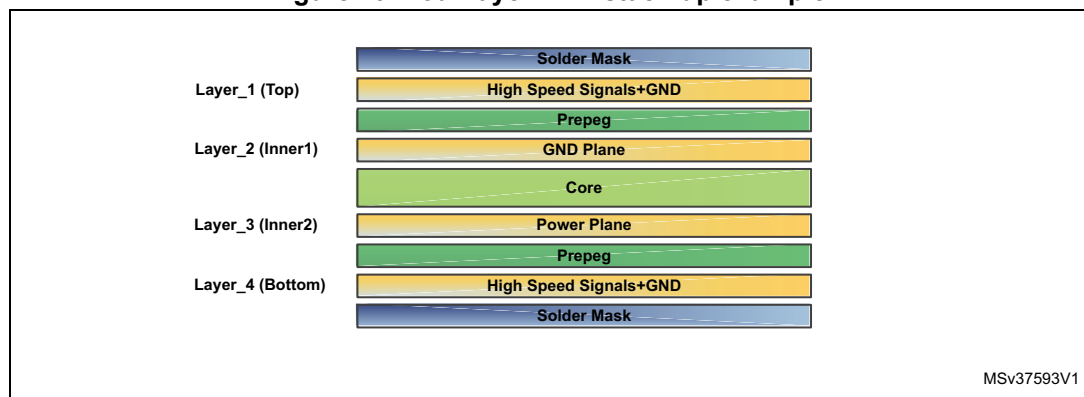 Solder Mask
Layer_1 (Top) High Speed Signals+GND
Prepeg
Layer_2 (Inner1) GND Plane
Core
Layer_3 (Inner2) Power Plane
Prepeg
Layer_4 (Bottom) High Speed Signals+GND
Solder Mask
MSv37593V1